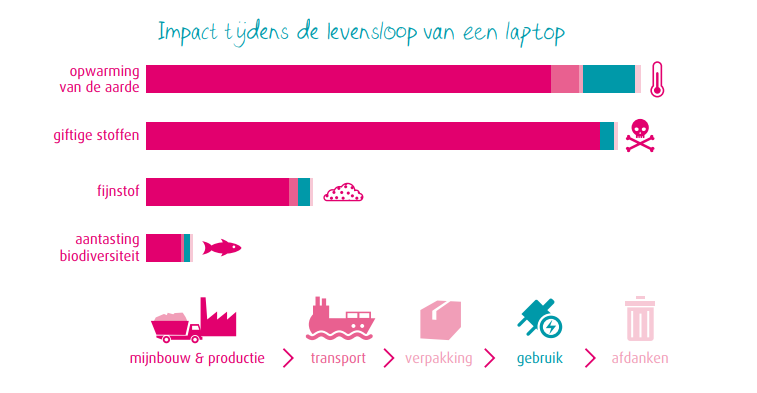 Impact tijdens de levensloop van een laptop
opwarming
van de aarde
giftige stoffen
fijnstof
aantasting
biodiversiteit
mijnbouw & productie
transport
verpakking
gebruik
afdanken